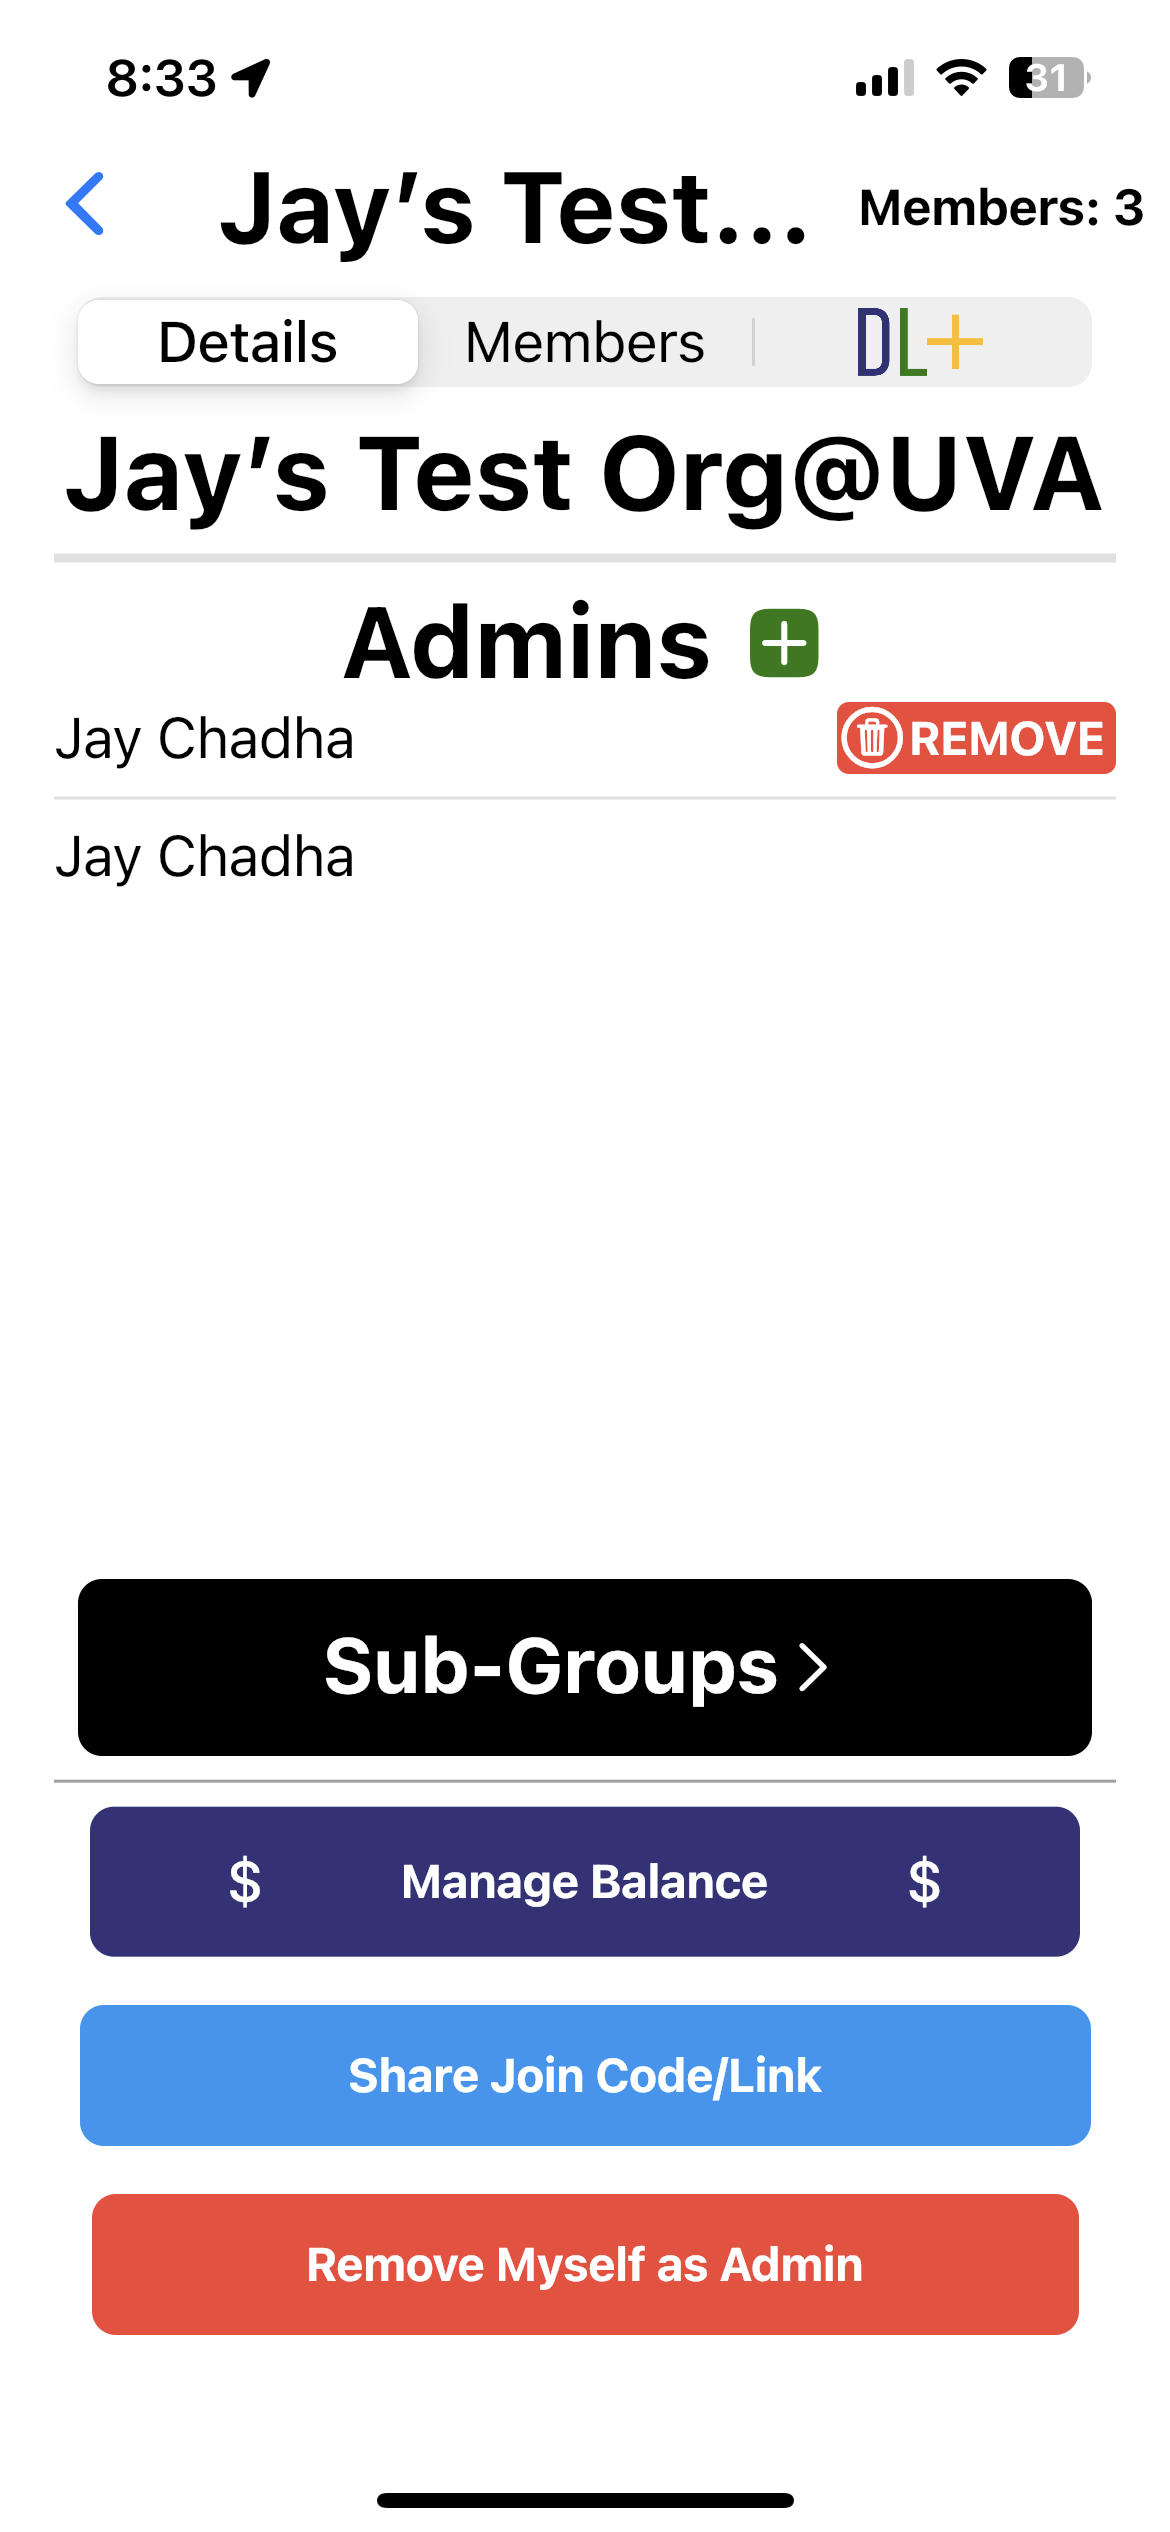 8:33
31
Jay’s Test...
Members: 3
Details
Members
DL+
Jay’s Test Org@UVA
Admins
Jay Chadha
REMOVE
Jay Chadha
Sub-Groups
$ Manage Balance $
Share Join Code/Link
Remove Myself as Admin